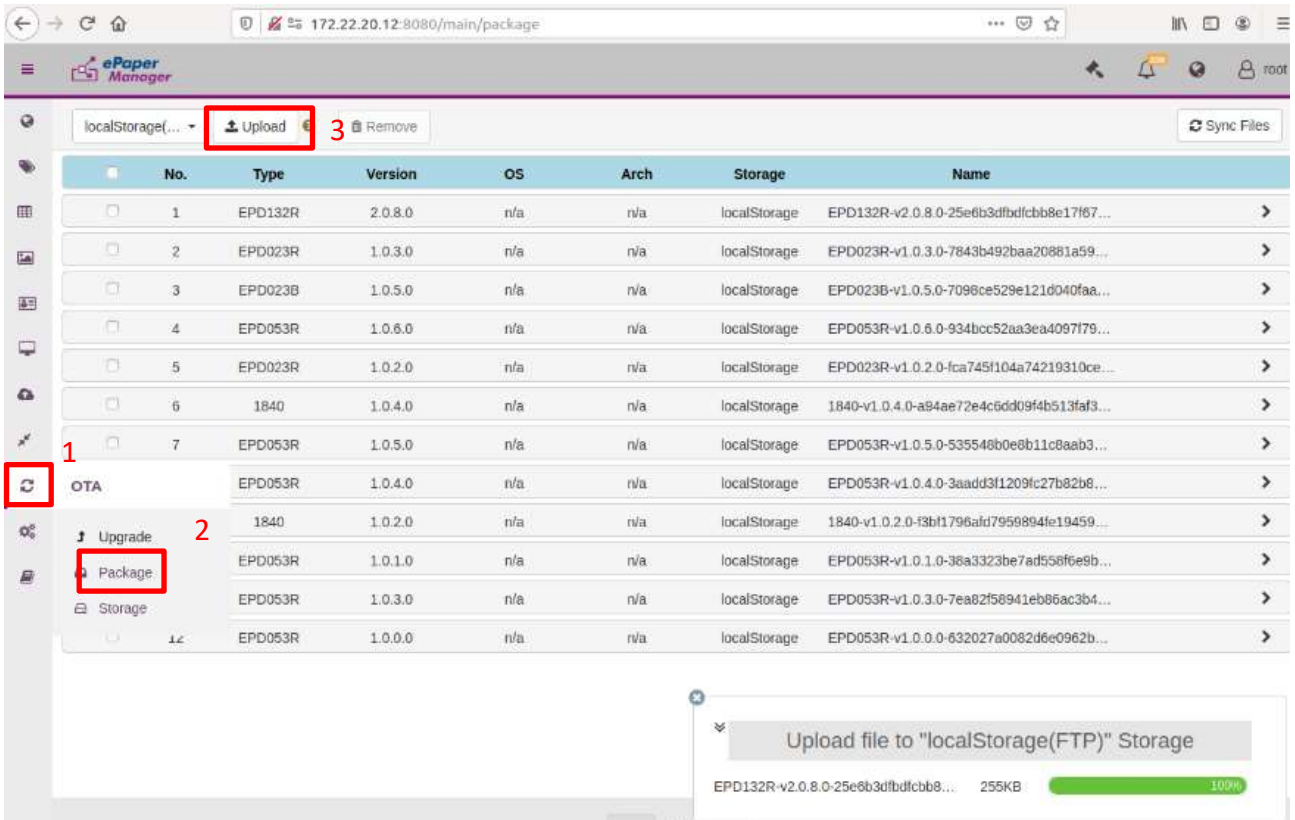 172.22.20.12:8080/main/package
ePaper Manager
root
localStorage(... Upload 3 Remove Sync Files
No. Type Version OS Arch Storage Name
1 EPD132R 2.0.8.0 n/a n/a localStorage EPD132R-v2.0.8.0-25e6b3dfbdfcbb8e17f67...
2 EPD023R 1.0.3.0 n/a n/a localStorage EPD023R-v1.0.3.0-7843b492baa20881a59...
3 EPD023B 1.0.5.0 n/a n/a localStorage EPD023B-v1.0.5.0-7098ce529e121d040faa...
4 EPD053R 1.0.6.0 n/a n/a localStorage EPD053R-v1.0.6.0-934bcc52aa3ea4097f79...
5 EPD023R 1.0.2.0 n/a n/a localStorage EPD023R-v1.0.2.0-fca745f104a74219310ce...
6 1840 1.0.4.0 n/a n/a localStorage 1840-v1.0.4.0-a94ae72e4c6dd09f4b513faf3...
7 EPD053R 1.0.5.0 n/a n/a localStorage EPD053R-v1.0.5.0-535548b0e8b11c8aab3...
1
OTA
EPD053R 1.0.4.0 n/a n/a localStorage EPD053R-v1.0.4.0-3aadd3f1209fc27b82b8...
1840 1.0.2.0 n/a n/a localStorage 1840-v1.0.2.0-f3bf1796afd7959894fe19459...
Upgrade 2
EPD053R 1.0.1.0 n/a n/a localStorage EPD053R-v1.0.1.0-38a3323be7ad558f6e9b...
Package
EPD053R 1.0.3.0 n/a n/a localStorage EPD053R-v1.0.3.0-7ea82f58941eb86ac3b4...
Storage
12 EPD053R 1.0.0.0 n/a n/a localStorage EPD053R-v1.0.0.0-632027a0082d6e0962b...
Upload file to "localStorage(FTP)" Storage
EPD132R-v2.0.8.0-25e6b3dfbdfcbb8... 255KB 100%